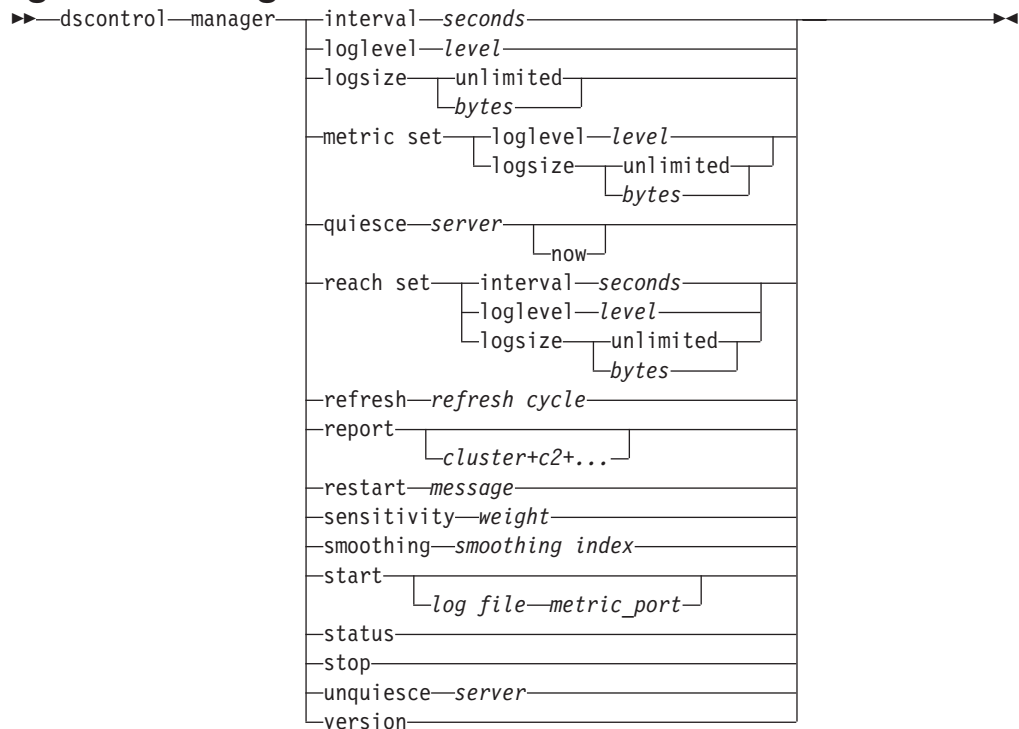 dscontrol manager interval seconds
loglevel level
logsize unlimited
bytes
metric set loglevel level
logsize unlimited
bytes
quiesce server
now
reach set interval seconds
loglevel level
logsize unlimited
bytes
refresh refresh cycle
report
cluster+c2+...
restart message
sensitivity weight
smoothing smoothing index
start
log file metric_port
status
stop
unquiesce server
version